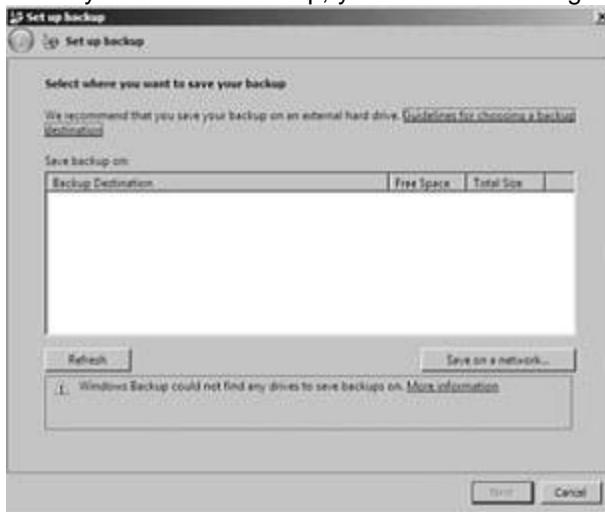 Set up backup
Set up backup
Select where you want to save your backup
We recommend that you save your backup on an external hard drive. Guidelines for choosing a backup
destination
Save backup on:
Backup Destination Free Space Total Size
Refresh Save on a network...
Windows Backup could not find any drives to save backups on. More information
Next Cancel